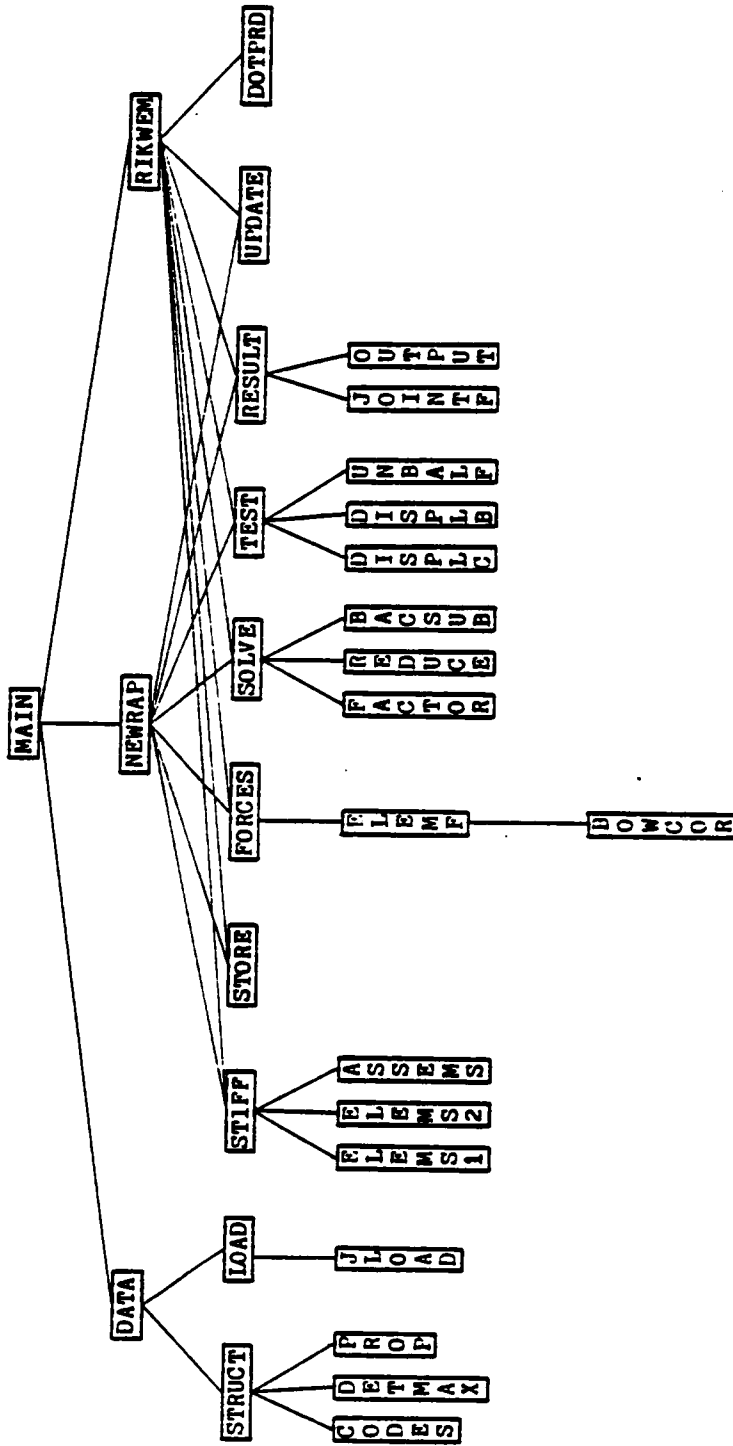 MAIN
DATA
NEWRAP
RIKWEM
STRUCT
LOAD
STIFF
STORE
FORCES
SOLVE
TEST
RESULT
UPDATE
DOTPRD
CODES
DETMAX
PROP
JLOAD
ELEMS1
ELEMS2
ASSEMS
ELEMF
FACTOR
REDUCE
BACSUB
DISPLC
DISPLB
UNBALF
JOINTF
OUTPUT
BOWCOR